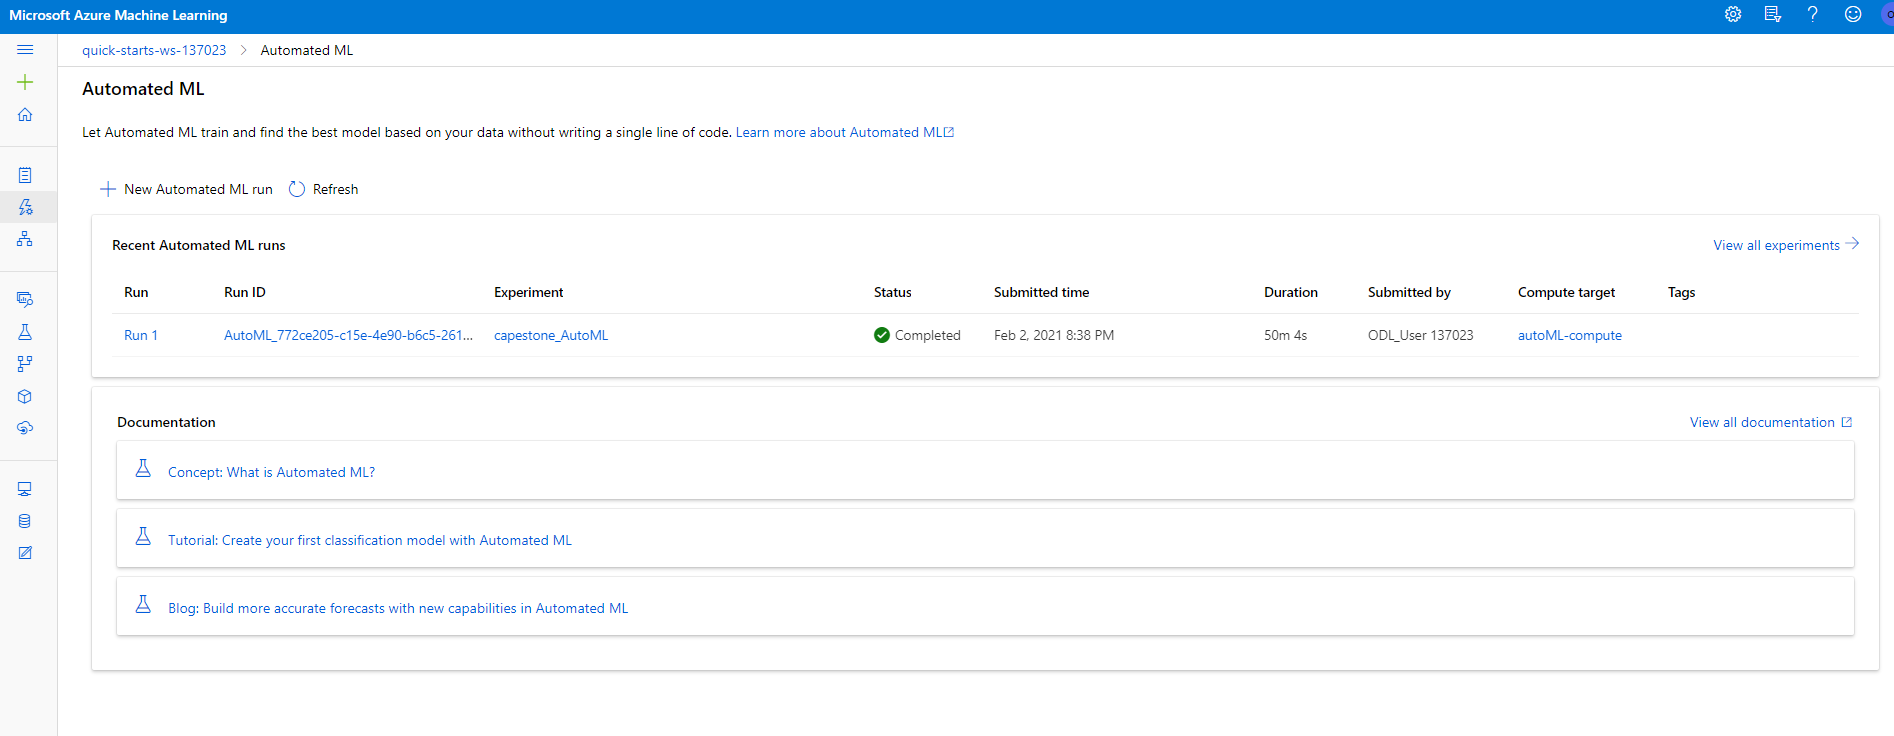 Microsoft Azure Machine Learning
quick-starts-ws-137023 > Automated ML
Automated ML
Let Automated ML train and find the best model based on your data without writing a single line of code. Learn more about Automated ML
New Automated ML run Refresh
Recent Automated ML runs View all experiments
Run Run ID Experiment Status Submitted time Duration Submitted by Compute target Tags
Run 1 AutoML_772ce205-c15e-4e90-b6c5-261... capestone_AutoML Completed Feb 2, 2021 8:38 PM 50m 4s ODL_User 137023 autoML-compute
Documentation View all documentation
Concept: What is Automated ML?
Tutorial: Create your first classification model with Automated ML
Blog: Build more accurate forecasts with new capabilities in Automated ML